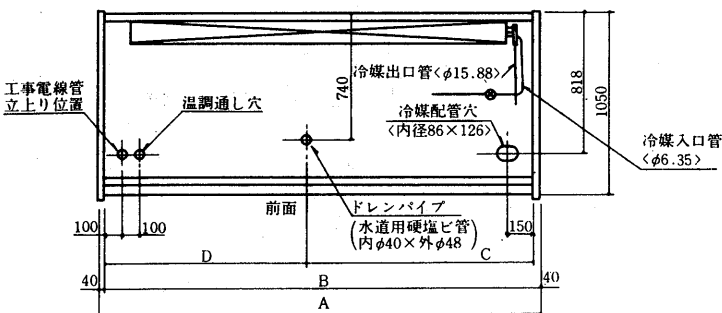 工事電線管
立上り位置
温調通し穴
740
冷媒出口管<φ15.88>
冷媒配管穴
<内径86×126>
818
1050
冷媒入口管
<φ6.35>
前面
ドレンパイプ
(水道用硬塩ビ管
内φ40×外φ48)
100
100
150
D
C
40
B
40
A